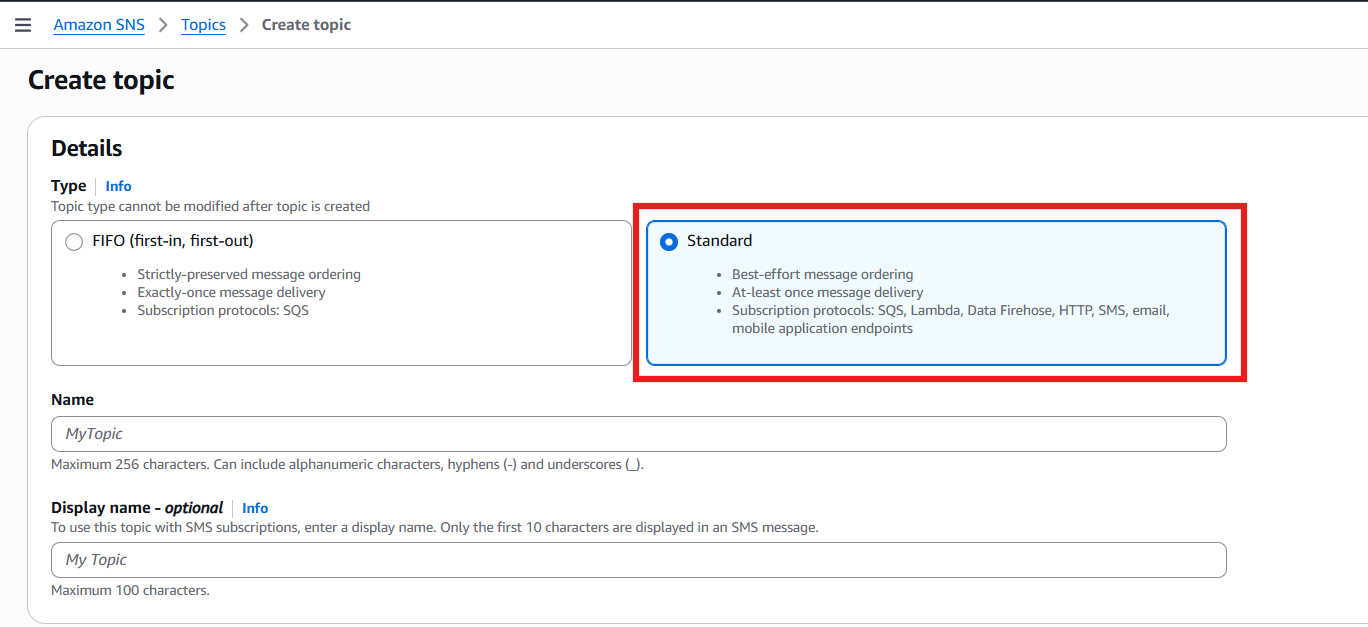 Amazon SNS > Topics > Create topic
Create topic
Details
Type Info
Topic type cannot be modified after topic is created
FIFO (first-in, first-out)
• Strictly-preserved message ordering
• Exactly-once message delivery
• Subscription protocols: SQS
Standard
• Best-effort message ordering
• At-least once message delivery
• Subscription protocols: SQS, Lambda, Data Firehose, HTTP, SMS, email,
mobile application endpoints
Name
MyTopic
Maximum 256 characters. Can include alphanumeric characters, hyphens (-) and underscores (_).
Display name - optional Info
To use this topic with SMS subscriptions, enter a display name. Only the first 10 characters are displayed in an SMS message.
My Topic
Maximum 100 characters.